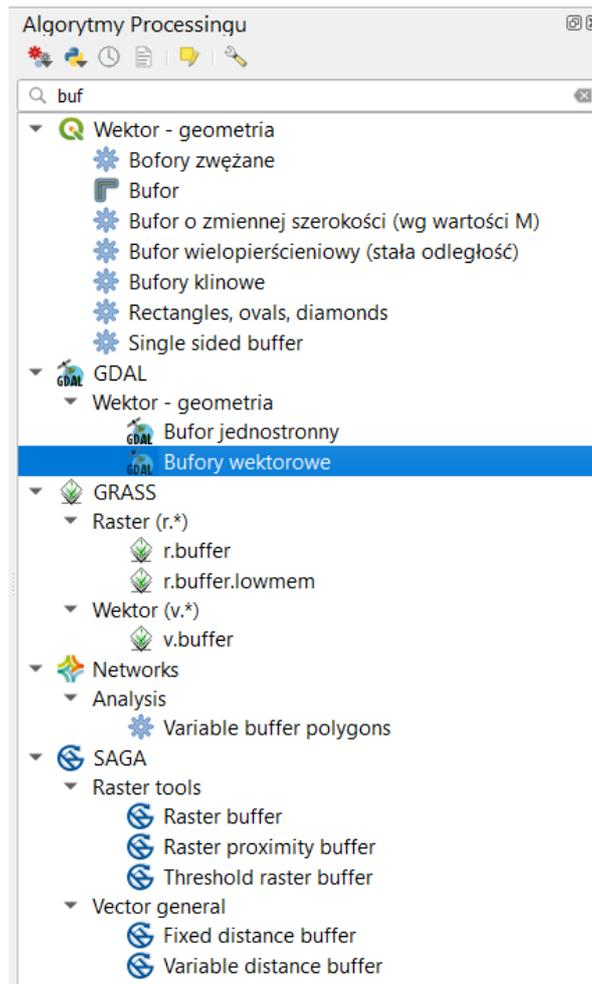 Algorytmy Processingu
buf
Wektor - geometria
Bofory zwężane
Bufor
Bufor o zmiennej szerokości (wg wartości M)
Bufor wielopierścieniowy (stała odległość)
Bufory klinowe
Rectangles, ovals, diamonds
Single sided buffer
GDAL GDAL
Wektor - geometria
GDAL Bufor jednostronny
GDAL Bufory wektorowe
GRASS
Raster (r.*)
r.buffer
r.buffer.lowmem
Wektor (v.*)
v.buffer
Networks
Analysis
Variable buffer polygons
SAGA
Raster tools
Raster buffer
Raster proximity buffer
Threshold raster buffer
Vector general
Fixed distance buffer
Variable distance buffer